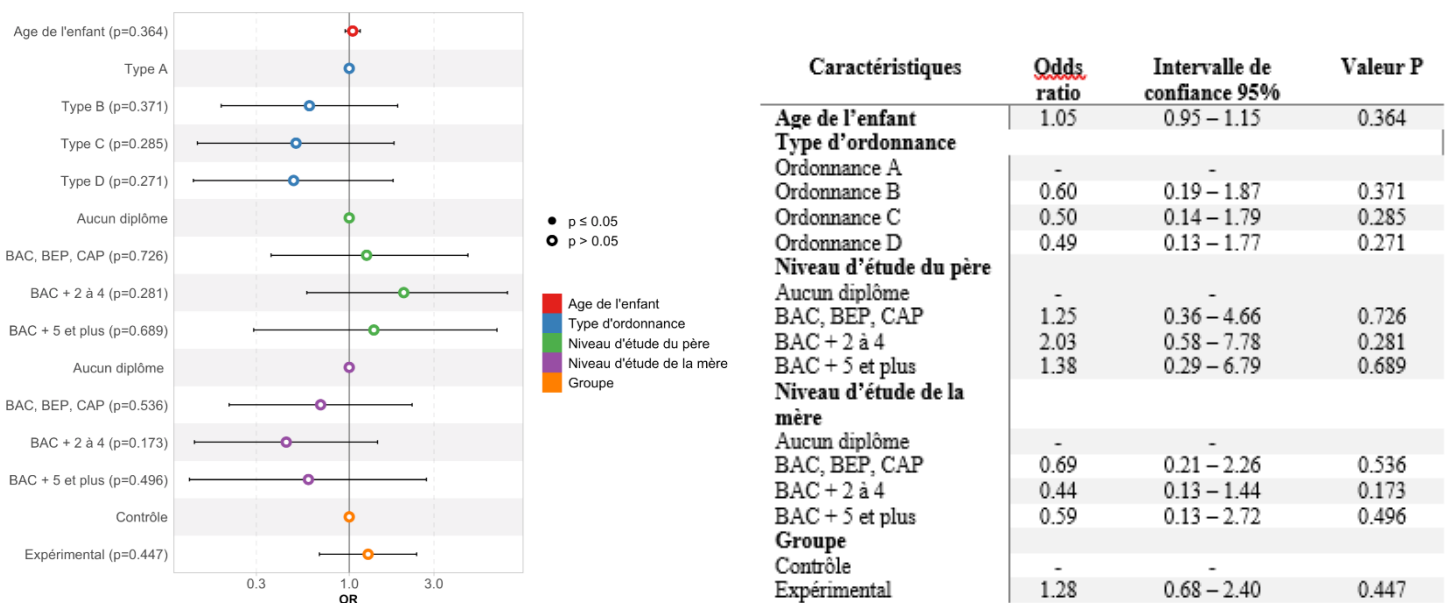 Age de l'enfant (p=0.364)
Type A
Type B (p=0.371)
Type C (p=0.285)
Type D (p=0.271)
Aucun diplôme
BAC, BEP, CAP (p=0.726)
BAC + 2 à 4 (p=0.281)
BAC + 5 et plus (p=0.689)
Aucun diplôme
BAC, BEP, CAP (p=0.536)
BAC + 2 à 4 (p=0.173)
BAC + 5 et plus (p=0.496)
Contrôle
Expérimental (p=0.447)
0.3 1.0 3.0
OR
p ≤ 0.05
p > 0.05
Age de l'enfant
Type d'ordonnance
Niveau d'étude du père
Niveau d'étude de la mère
Groupe
Caractéristiques Odds ratio Intervalle de confiance 95% Valeur P
Age de l'enfant 1.05 0.95 – 1.15 0.364
Type d'ordonnance
Ordonnance A - -
Ordonnance B 0.60 0.19 – 1.87 0.371
Ordonnance C 0.50 0.14 – 1.79 0.285
Ordonnance D 0.49 0.13 – 1.77 0.271
Niveau d'étude du père
Aucun diplôme - -
BAC, BEP, CAP 1.25 0.36 – 4.66 0.726
BAC + 2 à 4 2.03 0.58 – 7.78 0.281
BAC + 5 et plus 1.38 0.29 – 6.79 0.689
Niveau d'étude de la
mère
Aucun diplôme - -
BAC, BEP, CAP 0.69 0.21 – 2.26 0.536
BAC + 2 à 4 0.44 0.13 – 1.44 0.173
BAC + 5 et plus 0.59 0.13 – 2.72 0.496
Groupe
Contrôle - -
Expérimental 1.28 0.68 – 2.40 0.447